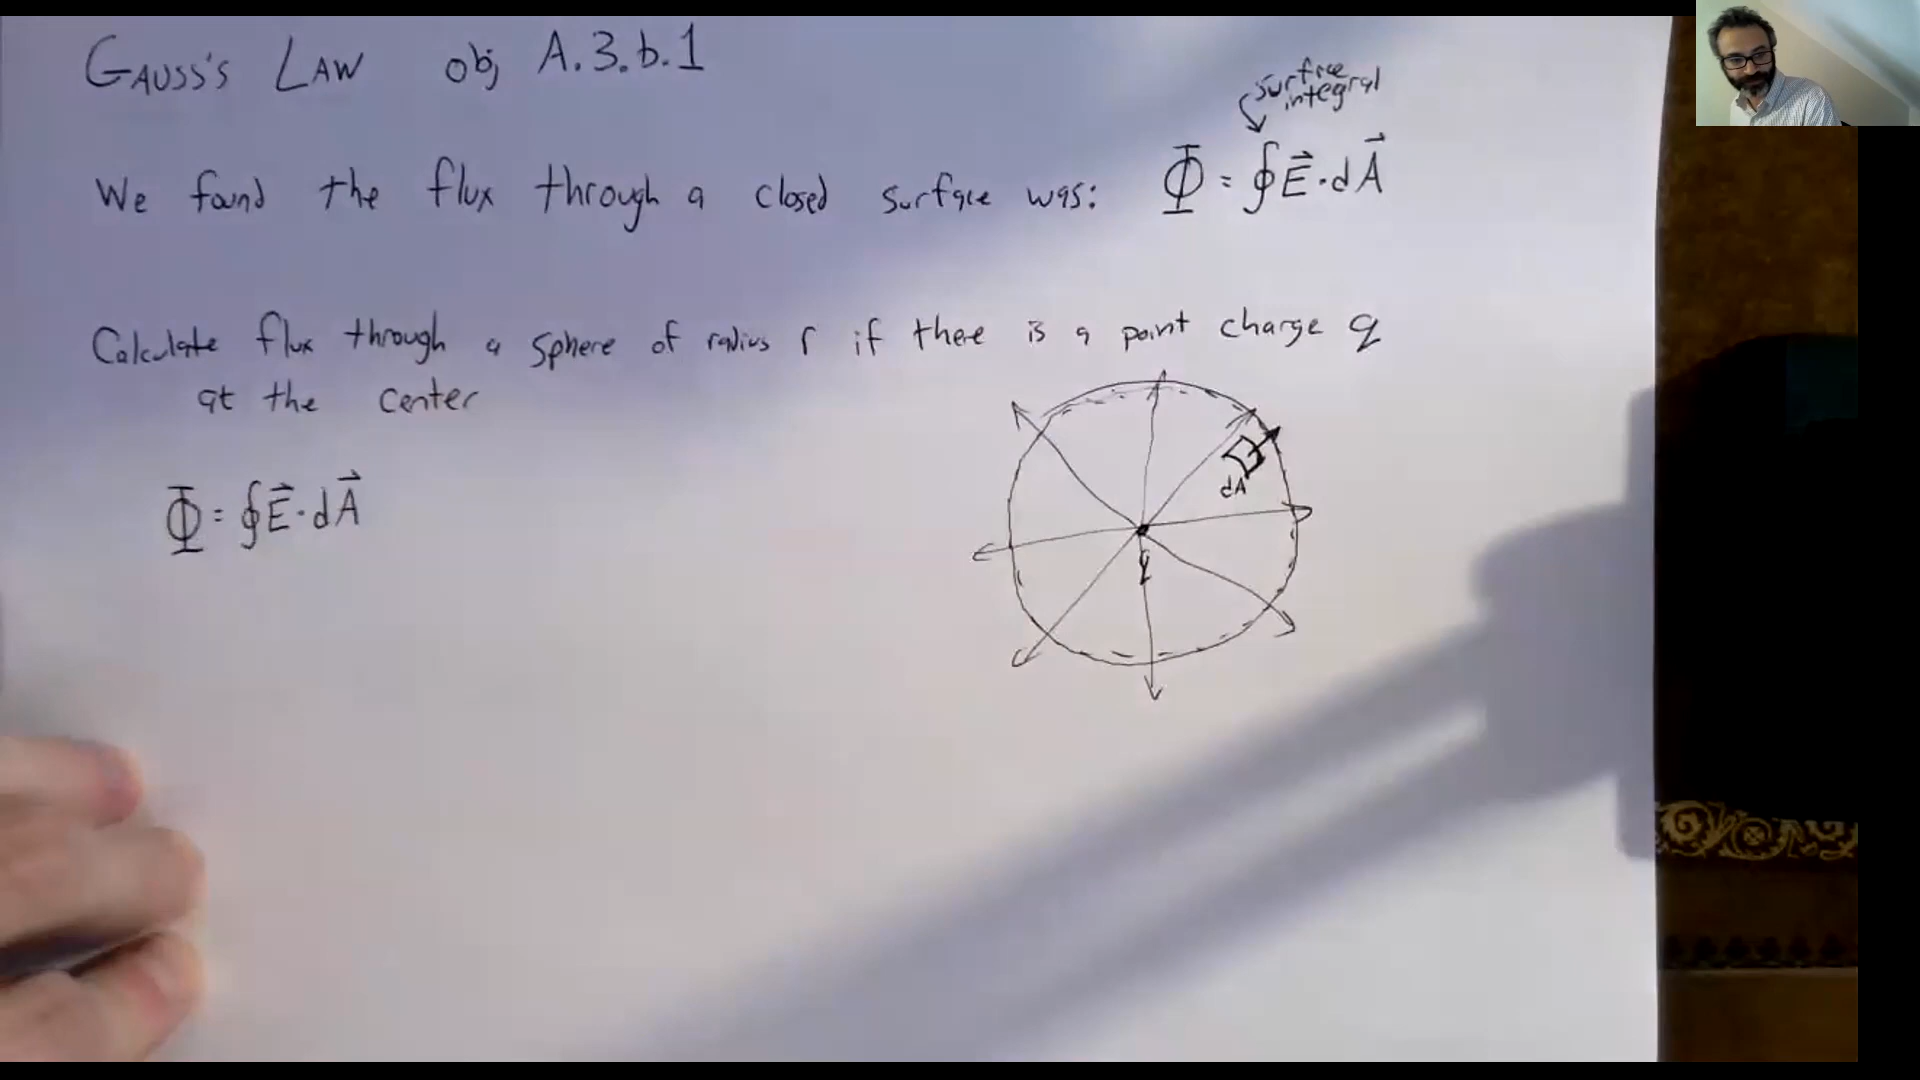 GAUSS'S LAW obj A.3.b.1
surface integral
We found the flux through a closed surface was: Φ = ∮E⃗·dA⃗
Calculate flux through a sphere of radius r if there is a point charge q
at the center
Φ = ∮E⃗·dA⃗
dA
q